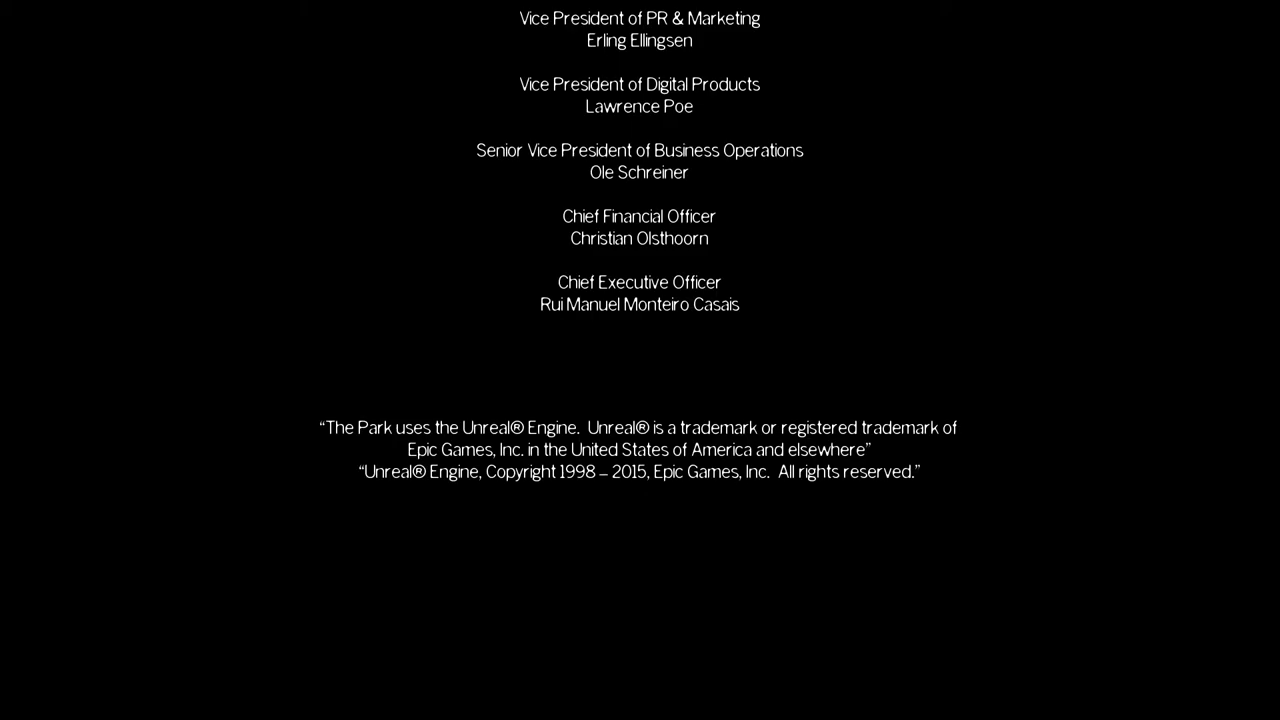 Vice President of PR & Marketing
Erling Ellingsen
Vice President of Digital Products
Lawrence Poe
Senior Vice President of Business Operations
Ole Schreiner
Chief Financial Officer
Christian Olsthoorn
Chief Executive Officer
Rui Manuel Monteiro Casais
“The Park uses the Unreal® Engine.  Unreal® is a trademark or registered trademark of
Epic Games, Inc. in the United States of America and elsewhere”
“Unreal® Engine, Copyright 1998 – 2015, Epic Games, Inc.  All rights reserved.”